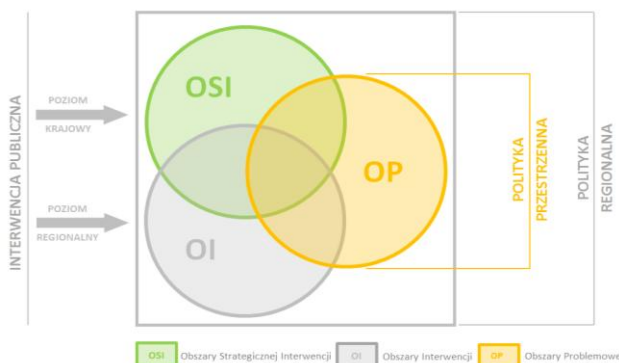 INTERWENCJA PUBLICZNA
POZIOM
KRAJOWY
POZIOM
REGIONALNY
OSI
OI
OP
POLITYKA
PRZESTRZENNA
POLITYKA
REGIONALNA
OSI Obszary Strategicznej Interwencji OI Obszary Interwencji OP Obszary Problemowe